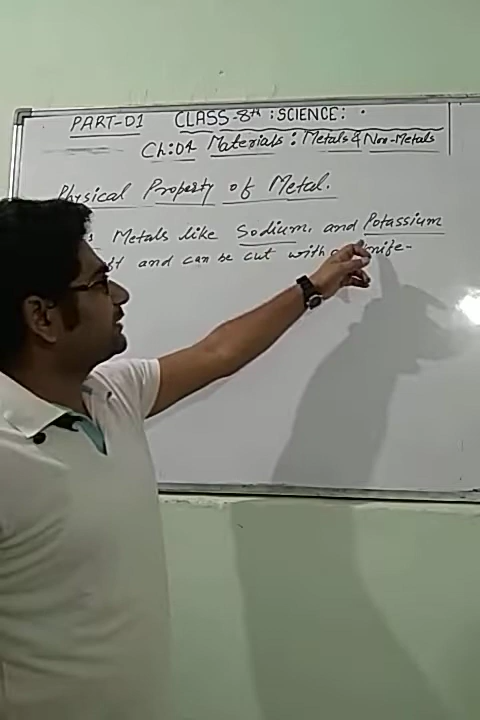 PART-01 CLASS-8th :SCIENCE:
Ch:04 Materials : Metals & Non-Metals
Physical Property of Metal.
Metals like Sodium, and Potassium
and can be cut with knife-